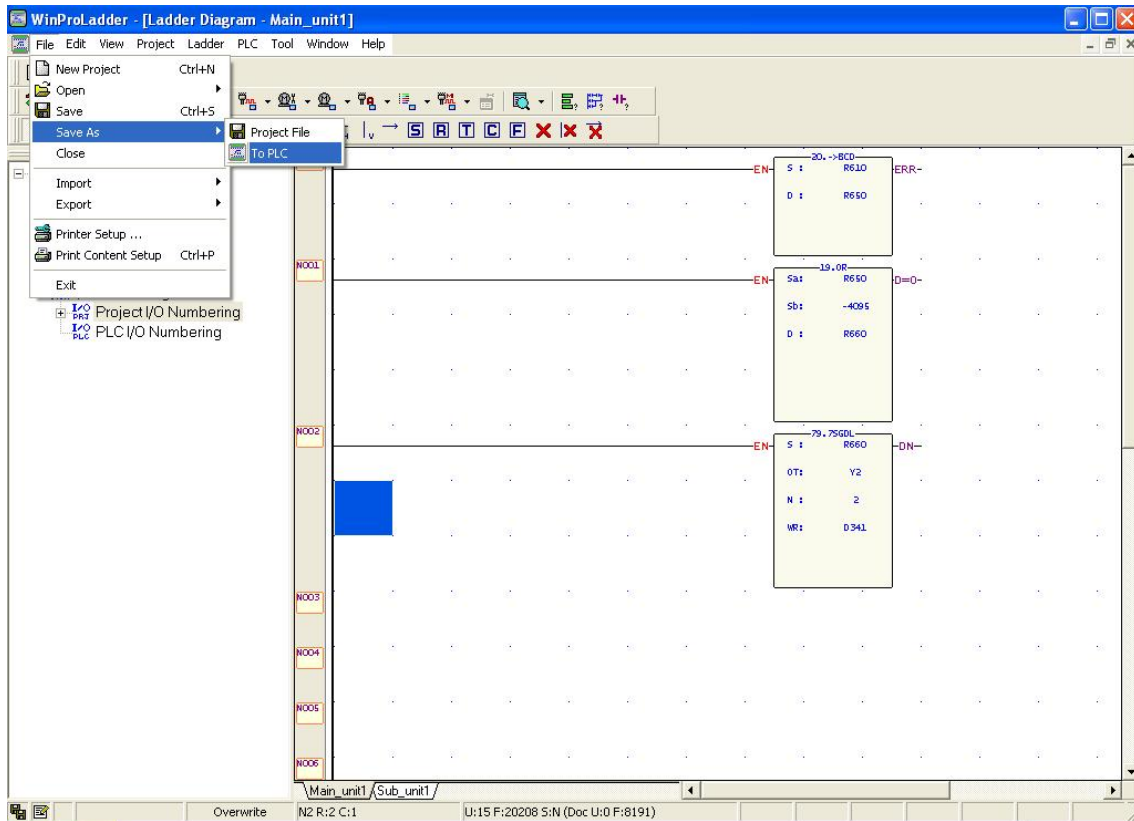 WinProLadder - [Ladder Diagram - Main_unit1]
File Edit View Project Ladder PLC Tool Window Help
New Project Ctrl+N
Open
Save Ctrl+S
Save As
Project File
To PLC
Close
Import
Export
Printer Setup ...
Print Content Setup Ctrl+P
Exit
Project I/O Numbering
PLC I/O Numbering
S R T C F
20.->BCD
EN S : R610 ERR
D : R650
N001
19.OR
EN Sa: R650 D=0
Sb: -4095
D : R660
N002
79.7SGDL
EN S : R660 DN
OT: Y2
N : 2
WR: D341
N003
N004
N005
N006
Main_unit1 Sub_unit1
Overwrite N2 R:2 C:1 U:15 F:20208 S:N (Doc U:0 F:8191)